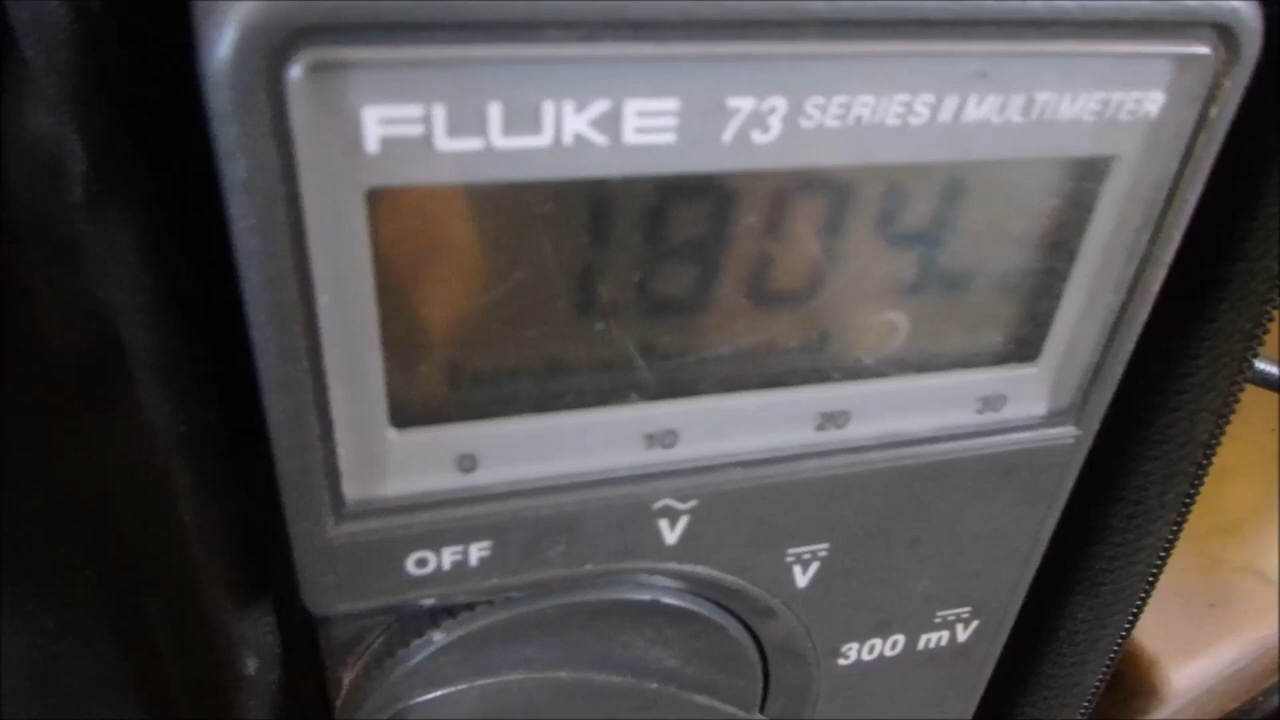 FLUKE 73 SERIES II MULTIMETER
1804
0 10 20 30
OFF
V
V
300 mV